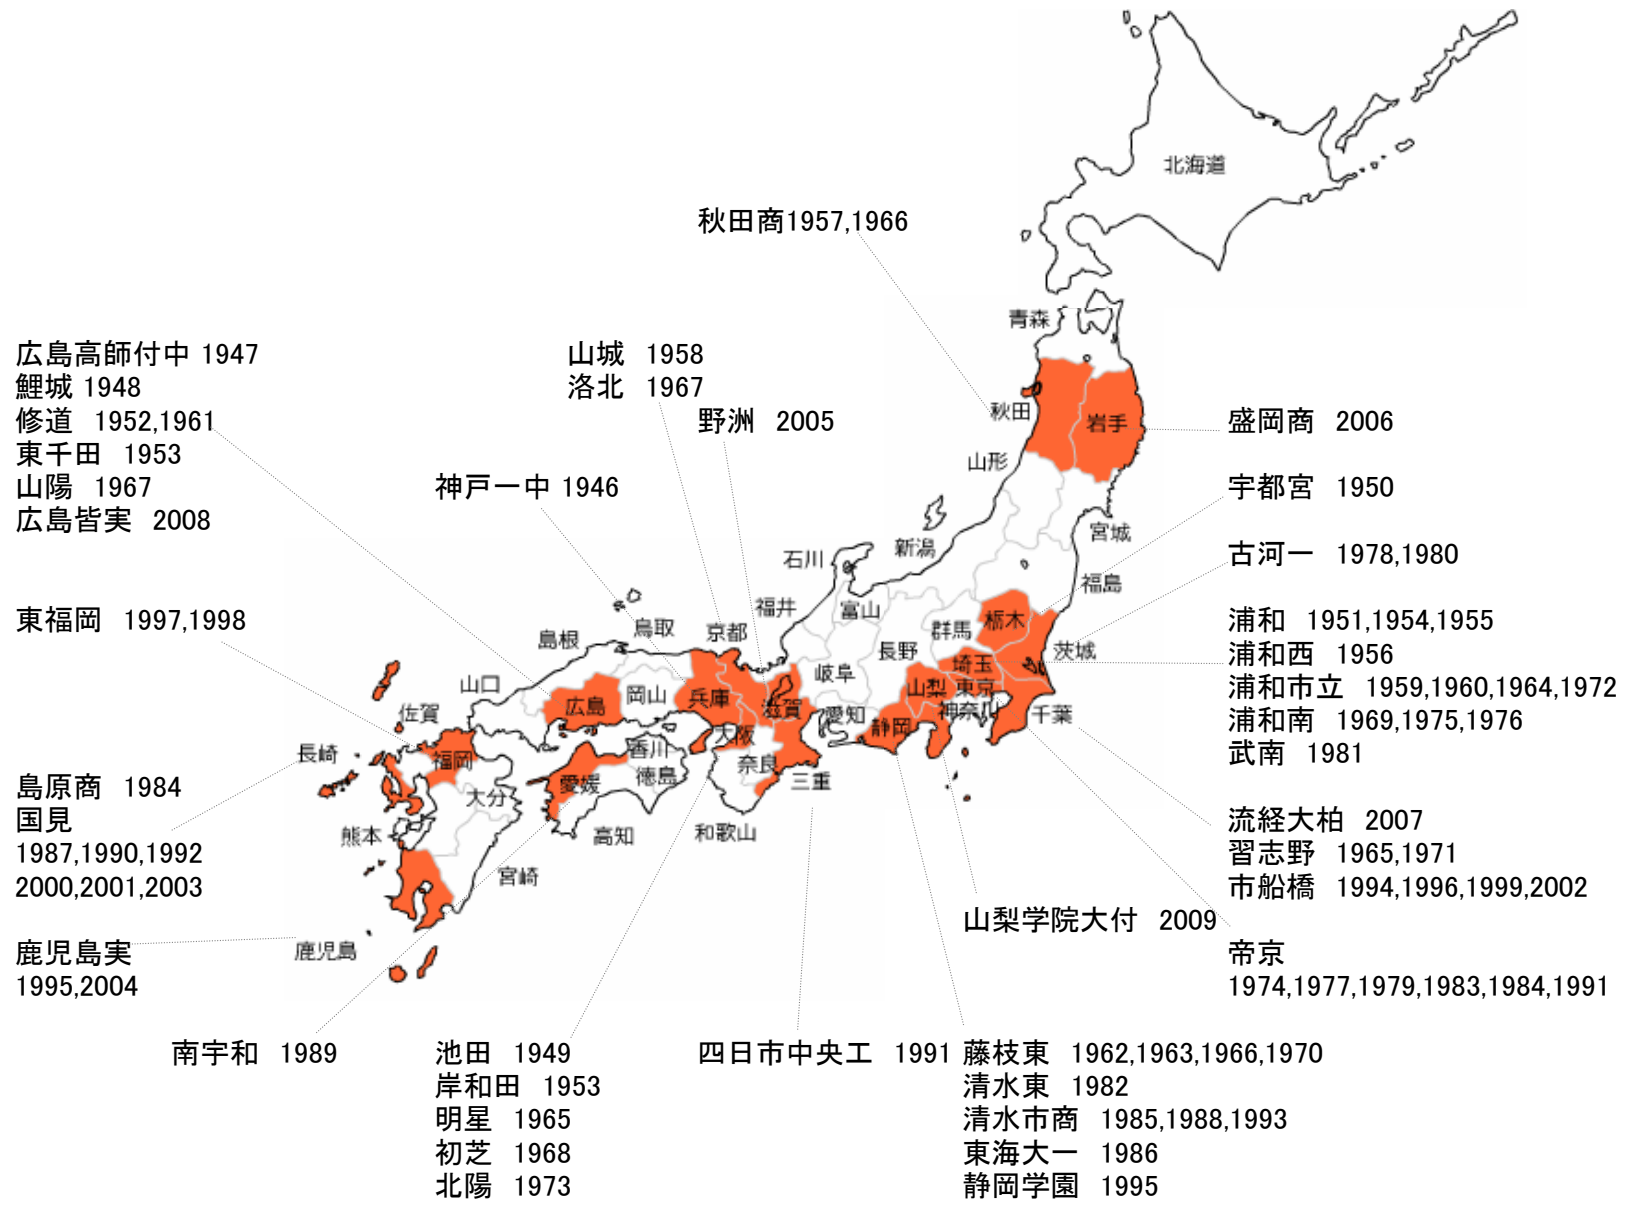 北海道
秋田商1957,1966
青森
広島高師付中 1947
鯉城 1948
修道 1952,1961
東千田 1953
山陽 1967
広島皆実 2008
山城 1958
洛北 1967
野洲 2005
神戸一中 1946
秋田
岩手
山形
盛岡商 2006
宇都宮 1950
宮城
新潟
石川
古河一 1978,1980
福島
東福岡 1997,1998
福井
富山
栃木
群馬
島根
鳥取
京都
長野
茨城
埼玉
浦和 1951,1954,1955
浦和西 1956
浦和市立 1959,1960,1964,1972
浦和南 1969,1975,1976
武南 1981
岐阜
山梨
東京
山口
岡山
兵庫
滋賀
広島
佐賀
愛知
静岡
神奈川
千葉
大阪
香川
長崎
福岡
奈良
徳島
愛媛
三重
大分
島原商 1984
国見
1987,1990,1992
2000,2001,2003
熊本
高知
和歌山
宮崎
流経大柏 2007
習志野 1965,1971
市船橋 1994,1996,1999,2002
山梨学院大付 2009
鹿児島実
1995,2004
鹿児島
帝京
1974,1977,1979,1983,1984,1991
南宇和 1989
池田 1949
岸和田 1953
明星 1965
初芝 1968
北陽 1973
四日市中央工 1991
藤枝東 1962,1963,1966,1970
清水東 1982
清水市商 1985,1988,1993
東海大一 1986
静岡学園 1995